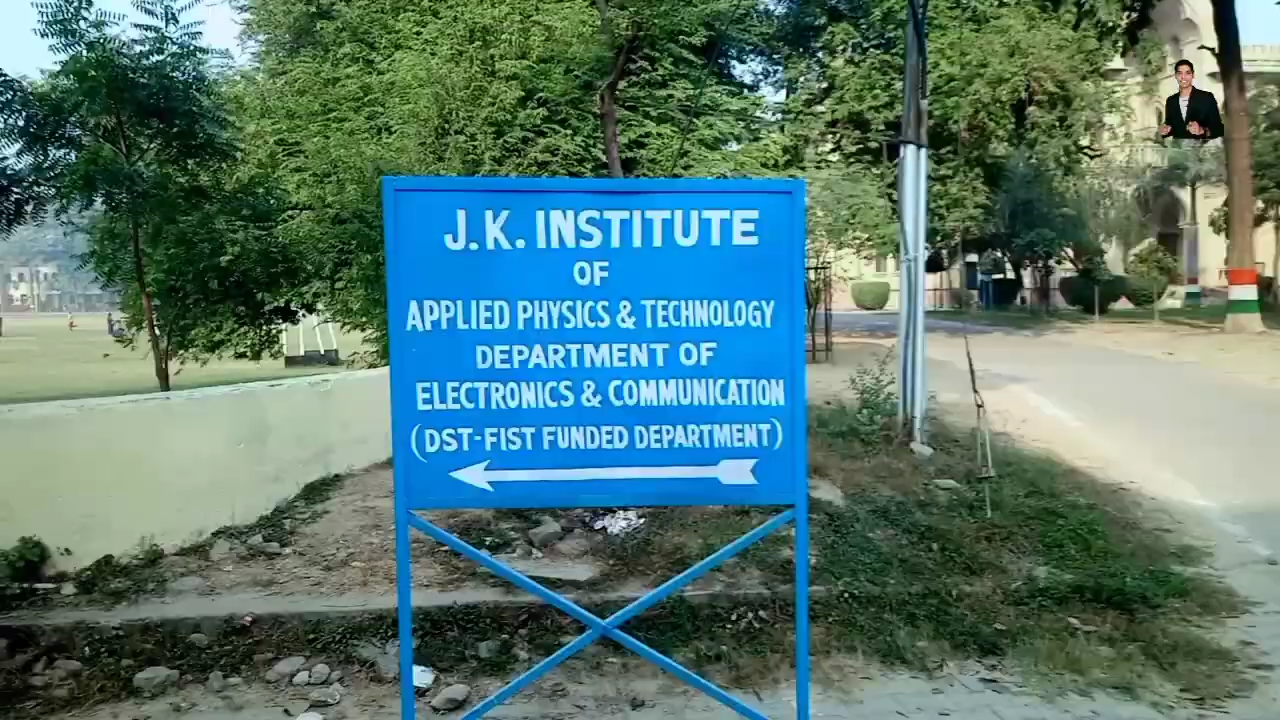 J.K. INSTITUTE
OF
APPLIED PHYSICS & TECHNOLOGY
DEPARTMENT OF
ELECTRONICS & COMMUNICATION
(DST-FIST FUNDED DEPARTMENT)